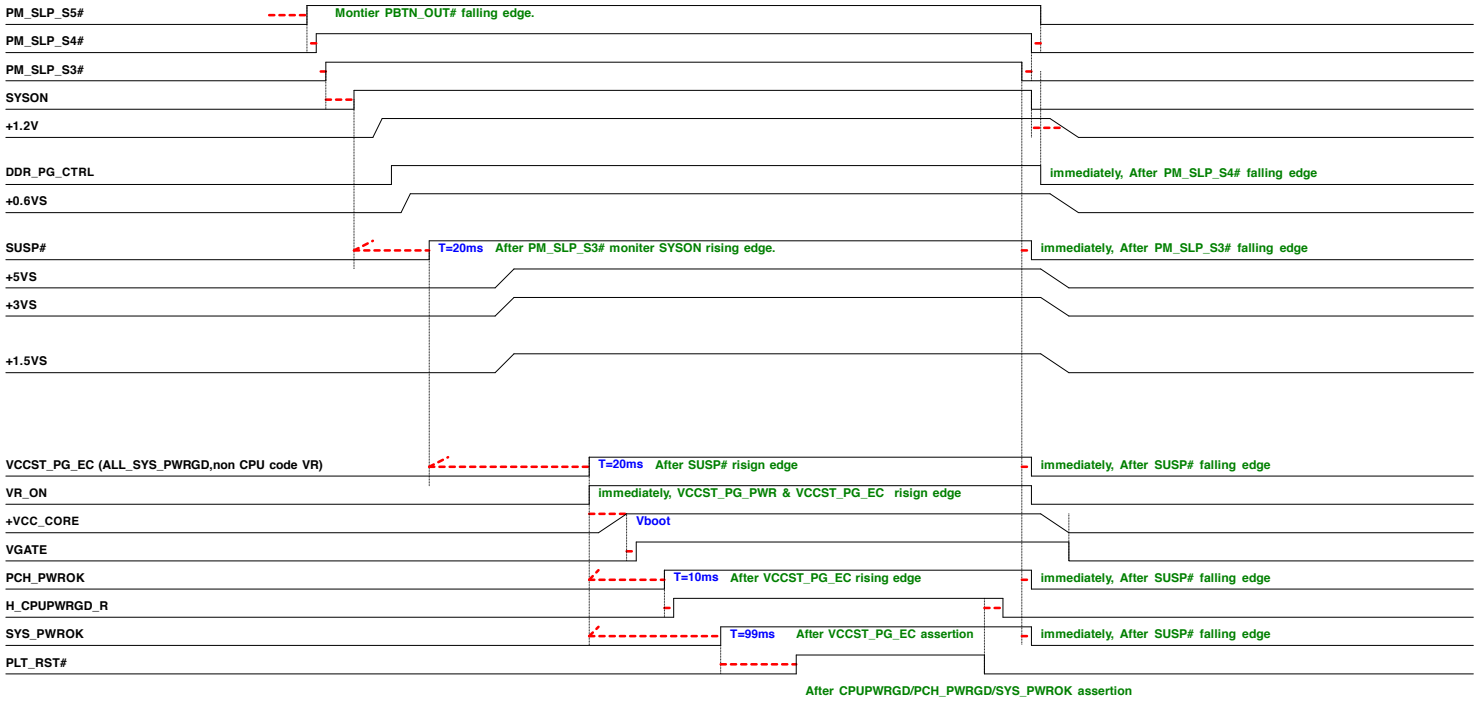 PM_SLP_S5# Montier PBTN_OUT# falling edge.
PM_SLP_S4#
PM_SLP_S3#
SYSON
+1.2V
DDR_PG_CTRL immediately, After PM_SLP_S4# falling edge
+0.6VS
SUSP# T=20ms After PM_SLP_S3# moniter SYSON rising edge. immediately, After PM_SLP_S3# falling edge
+5VS
+3VS
+1.5VS
VCCST_PG_EC (ALL_SYS_PWRGD,non CPU code VR) T=20ms After SUSP# risign edge immediately, After SUSP# falling edge
VR_ON immediately, VCCST_PG_PWR & VCCST_PG_EC risign edge
+VCC_CORE Vboot
VGATE
PCH_PWROK T=10ms After VCCST_PG_EC rising edge immediately, After SUSP# falling edge
H_CPUPWRGD_R
SYS_PWROK T=99ms After VCCST_PG_EC assertion immediately, After SUSP# falling edge
PLT_RST#
After CPUPWRGD/PCH_PWRGD/SYS_PWROK assertion